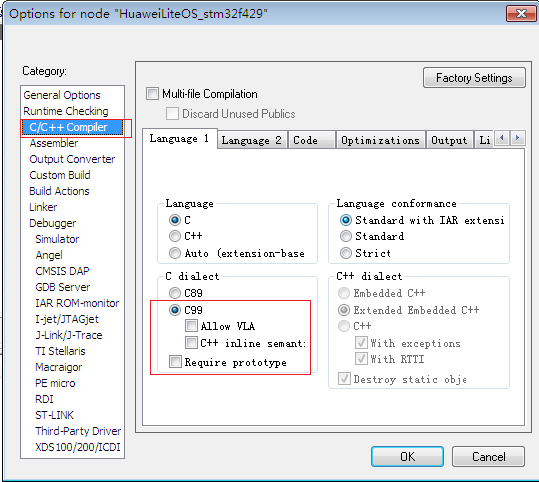 Options for node "HuaweiLiteOS_stm32f429"
Category:
General Options
Runtime Checking
C/C++ Compiler
Assembler
Output Converter
Custom Build
Build Actions
Linker
Debugger
Simulator
Angel
CMSIS DAP
GDB Server
IAR ROM-monitor
I-jet/JTAGjet
J-Link/J-Trace
TI Stellaris
Macraigor
PE micro
RDI
ST-LINK
Third-Party Driver
XDS100/200/ICDI
Factory Settings
Multi-file Compilation
Discard Unused Publics
Language 1 Language 2 Code Optimizations Output Li
Language
C
C++
Auto (extension-base
Language conformance
Standard with IAR extensi
Standard
Strict
C dialect
C89
C99
Allow VLA
C++ inline semant:
Require prototype
C++ dialect
Embedded C++
Extended Embedded C++
C++
With exceptions
With RTTI
Destroy static obje
OK Cancel